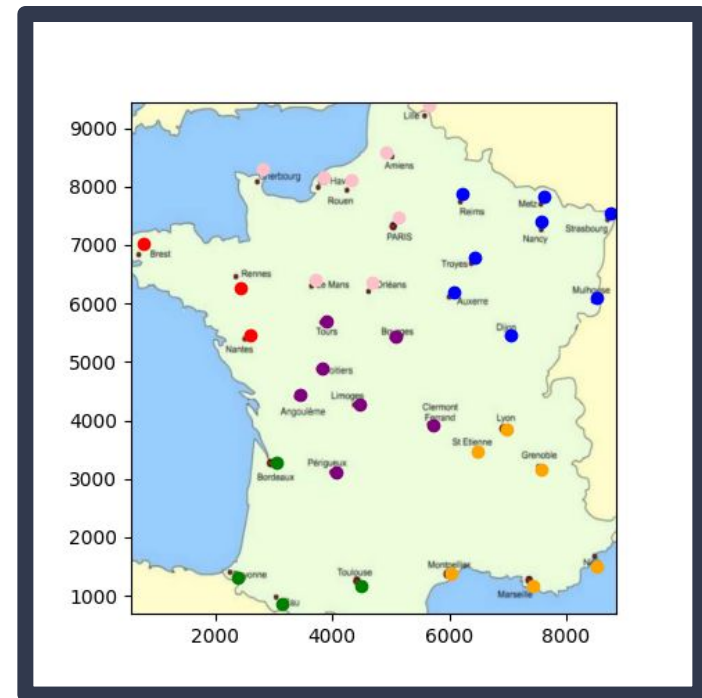 9000
8000
7000
6000
5000
4000
3000
2000
1000
2000
4000
6000
8000
Lille
Amiens
Rouen
PARIS
Reims
Metz
Nancy
Strasbourg
Brest
Rennes
Le Mans
Orléans
Troyes
Auxerre
Mulhouse
Nantes
Tours
Bourges
Dijon
Angoulême
Limoges
Clermont
Ferrand
Lyon
St Etienne
Grenoble
Bordeaux
Périgueux
Toulouse
Montpellier
Marseille